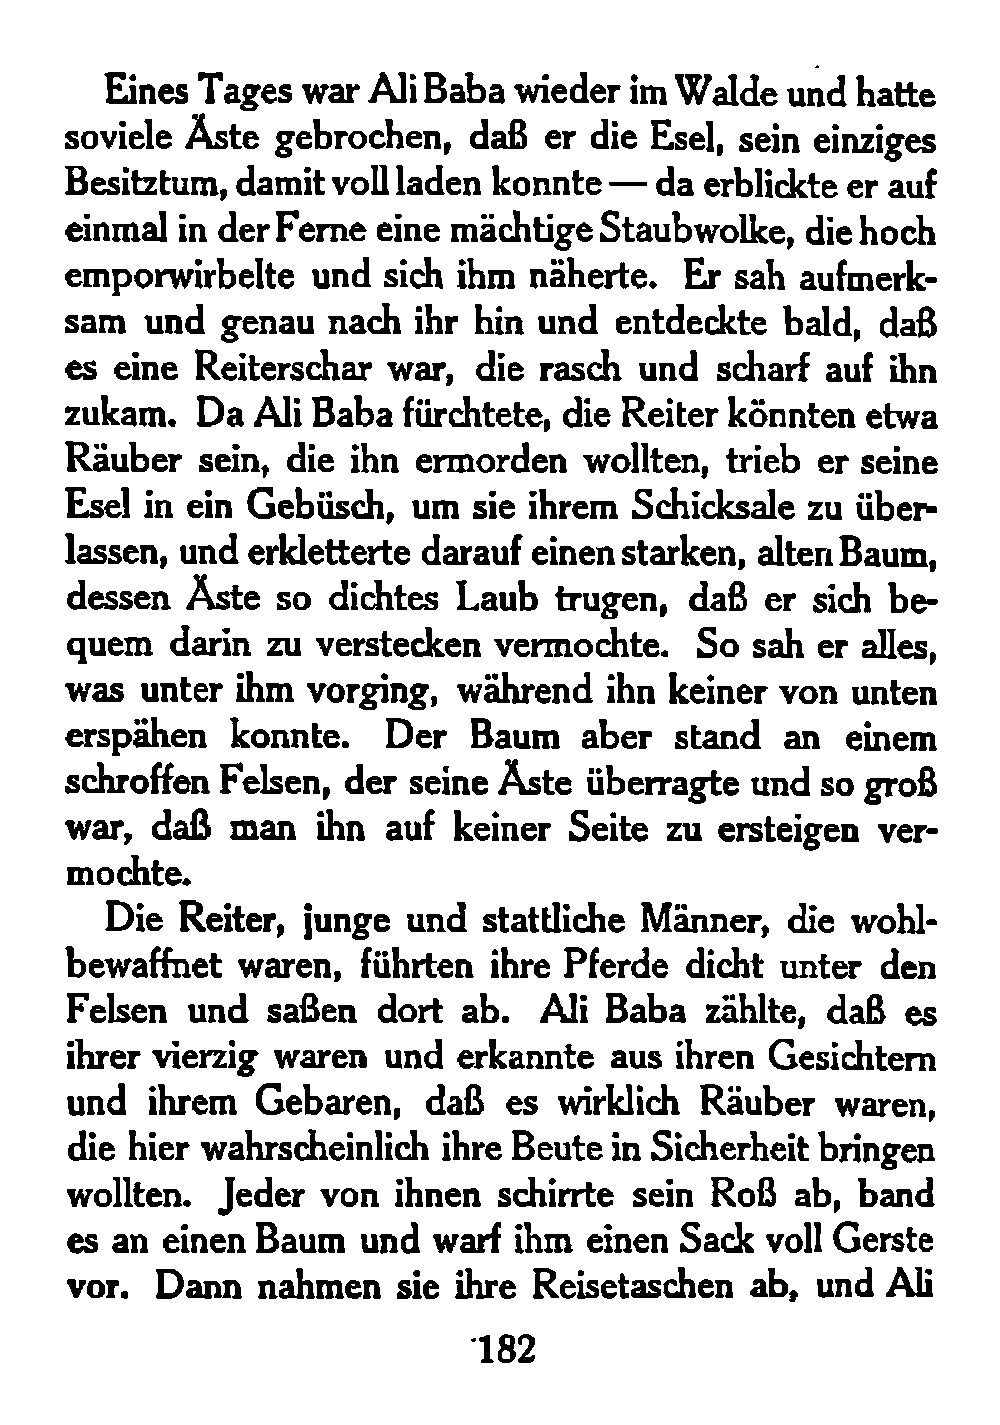 Eines Tages war Ali Baba wieder im Walde und hatte
soviele Äste gebrochen, daß er die Esel, sein einziges
Besitztum, damit voll laden konnte — da erblickte er auf
einmal in der Ferne eine mächtige Staubwolke, die hoch
emporwirbelte und sich ihm näherte. Er sah aufmerk-
sam und genau nach ihr hin und entdeckte bald, daß
es eine Reiterschar war, die rasch und scharf auf ihn
zukam. Da Ali Baba fürchtete, die Reiter könnten etwa
Räuber sein, die ihn ermorden wollten, trieb er seine
Esel in ein Gebüsch, um sie ihrem Schicksale zu über-
lassen, und erkletterte darauf einen starken, alten Baum,
dessen Äste so dichtes Laub trugen, daß er sich be-
quem darin zu verstecken vermochte. So sah er alles,
was unter ihm vorging, während ihn keiner von unten
erspähen konnte. Der Baum aber stand an einem
schroffen Felsen, der seine Äste überragte und so groß
war, daß man ihn auf keiner Seite zu ersteigen ver-
mochte.
Die Reiter, junge und stattliche Männer, die wohl-
bewaffnet waren, führten ihre Pferde dicht unter den
Felsen und saßen dort ab. Ali Baba zählte, daß es
ihrer vierzig waren und erkannte aus ihren Gesichtern
und ihrem Gebaren, daß es wirklich Räuber waren,
die hier wahrscheinlich ihre Beute in Sicherheit bringen
wollten. Jeder von ihnen schirrte sein Roß ab, band
es an einen Baum und warf ihm einen Sack voll Gerste
vor. Dann nahmen sie ihre Reisetaschen ab, und Ali
182